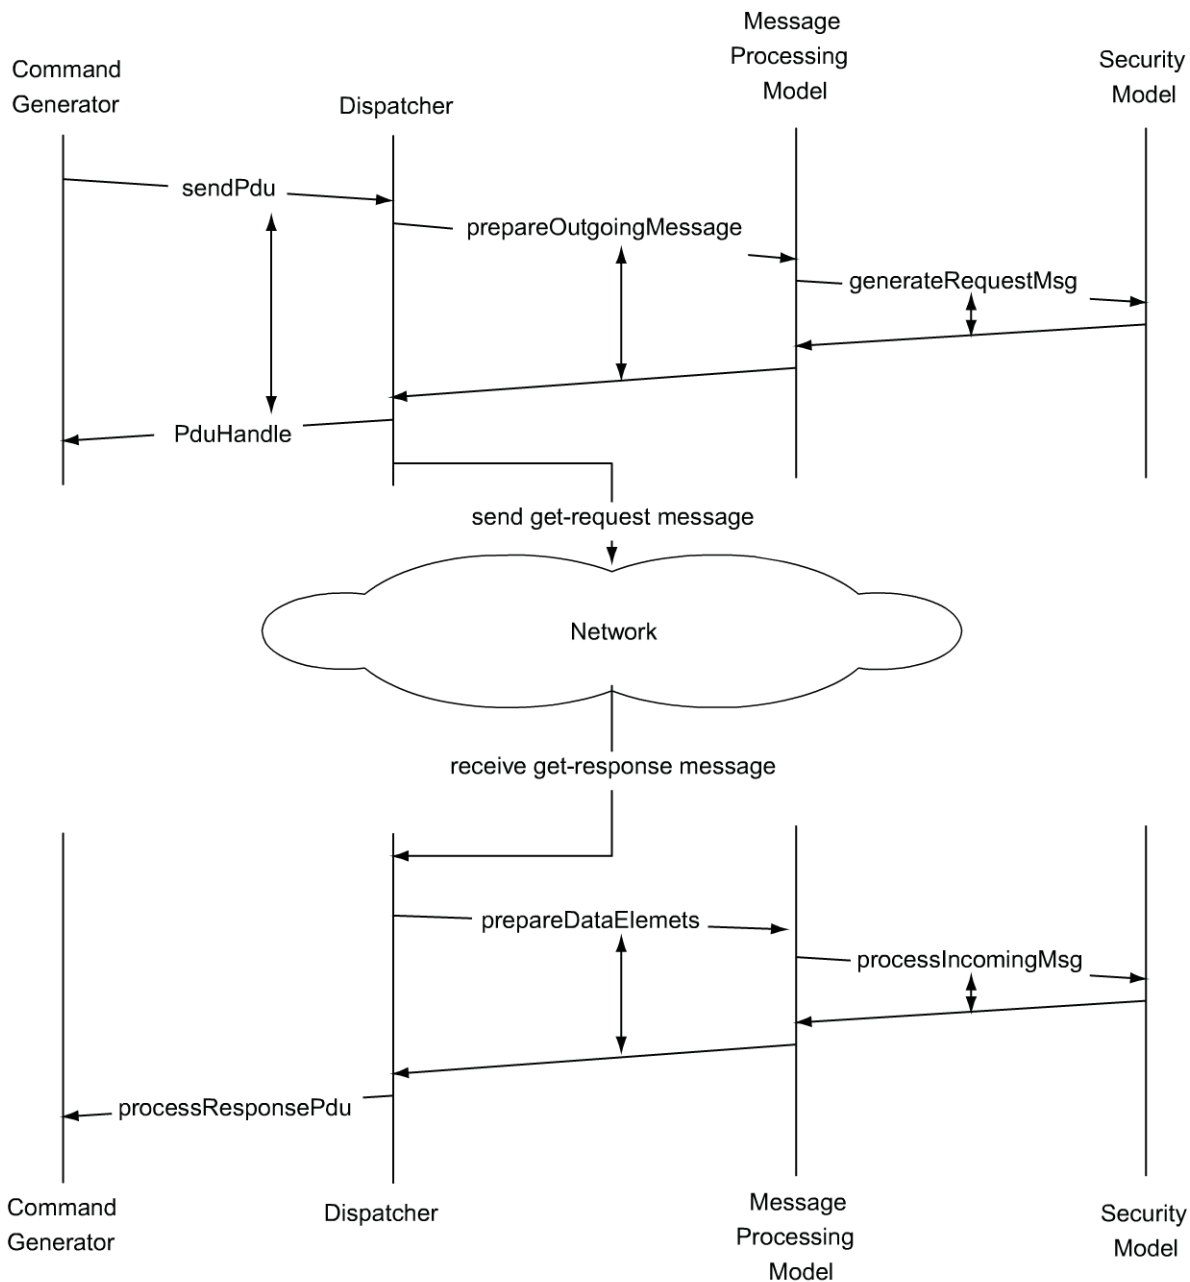 Command
Generator
Dispatcher
Message
Processing
Model
Security
Model
sendPdu
prepareOutgoingMessage
generateRequestMsg
PduHandle
send get-request message
Network
receive get-response message
prepareDataElemets
processIncomingMsg
processResponsePdu
Command
Generator
Dispatcher
Message
Processing
Model
Security
Model